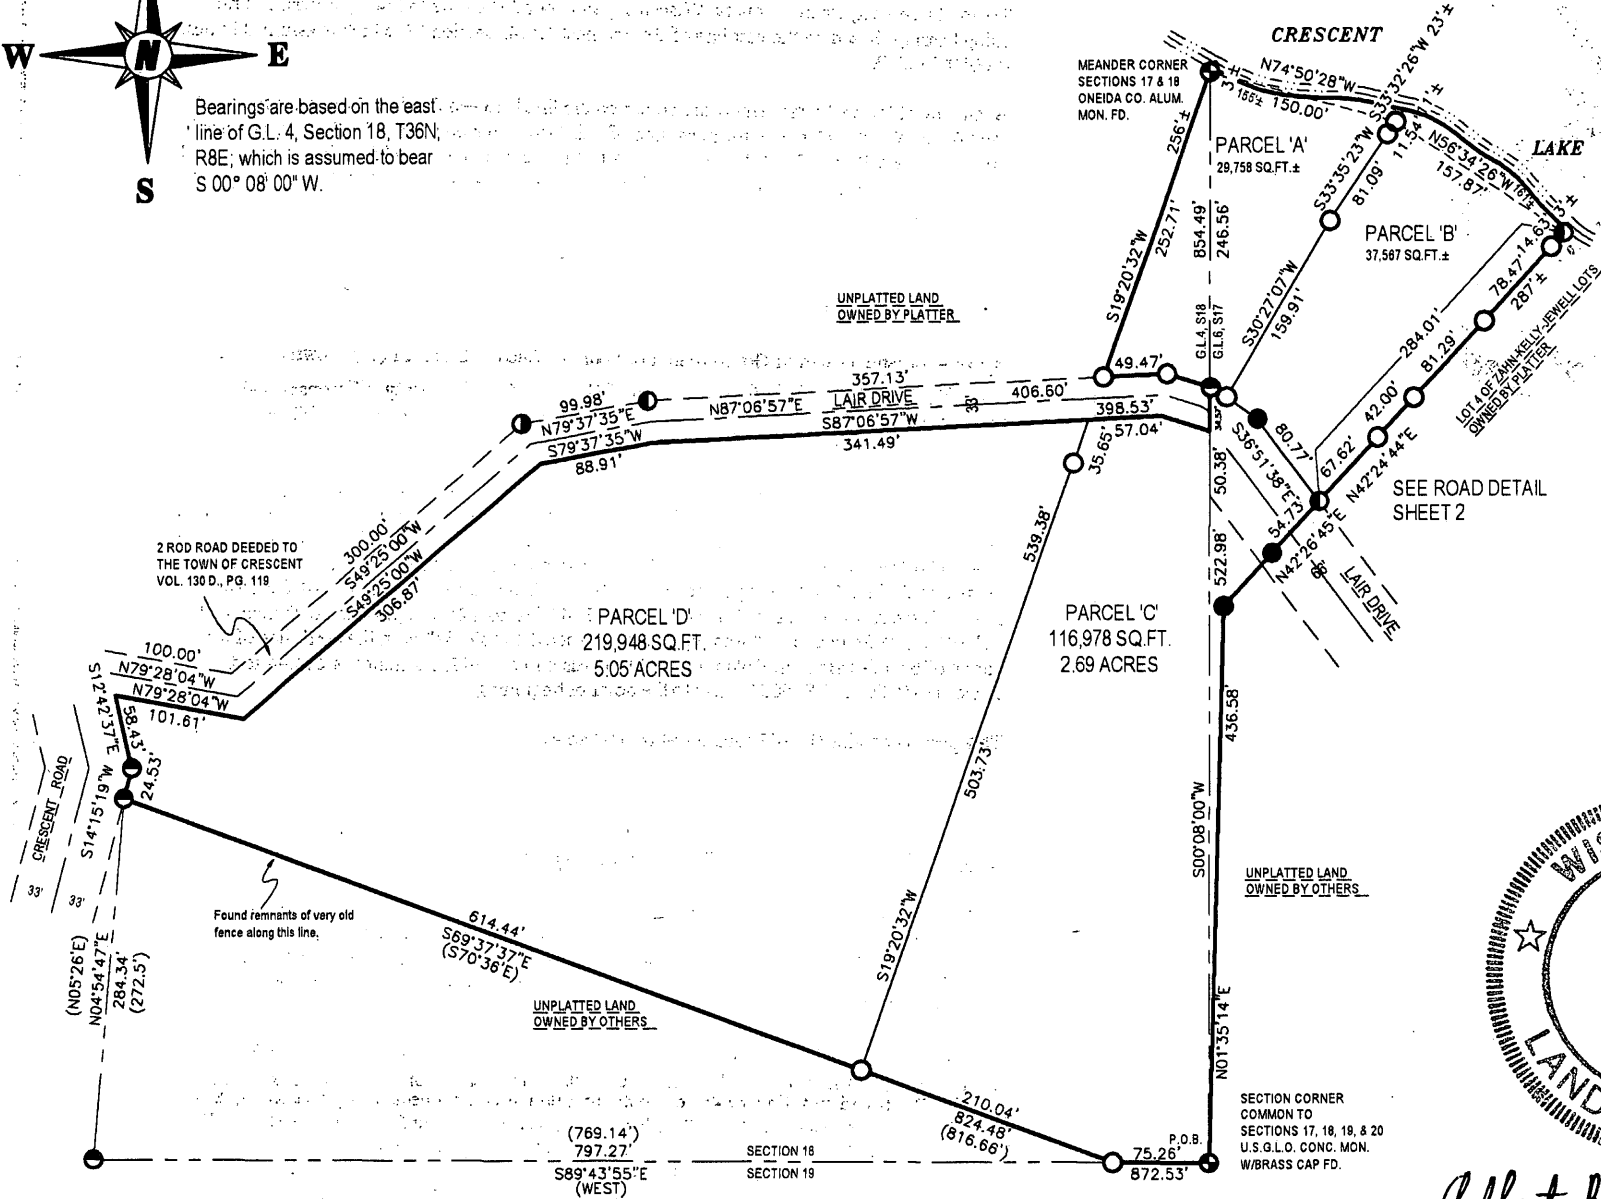 CRESCENT
LAKE
W
N
E
S
Bearings are based on the east
line of G.L. 4, Section 18, T36N,
R8E; which is assumed to bear
S 00° 08' 00" W.
MEANDER CORNER
SECTIONS 17 & 18
ONEIDA CO. ALUM.
MON. FD.
3'±
155'±
N74°50'28"W
150.00'
S33°32'26"W 23'±
11.54'
N56°34'26"W
157.87'
161'±
3'±
PARCEL 'A'
29,758 SQ.FT.±
PARCEL 'B'
37,567 SQ.FT.±
256'±
S19°20'32"W
252.71'
854.49'
246.56'
S33°35'23"W
81.09'
S30°27'07"W
159.91'
G.L.4, S18
G.L.6, S17
14.63'
78.47'
287'±
284.01'
81.29'
42.00'
67.62'
N42°24'44"E
LOT 4 OF ZAHN-KELLY-JEWELL LOTS
OWNED BY PLATTER
SEE ROAD DETAIL
SHEET 2
UNPLATTED LAND
OWNED BY PLATTER
49.47'
357.13'
406.60'
LAIR DRIVE
33'
99.98'
N79°37'35"E
N87°06'57"E
S87°06'57"W
398.53'
341.49'
57.04'
S79°37'35"W
88.91'
35.65'
50.38'
80.77'
S36°51'38"E
54.73'
N42°26'45"E
66'
LAIR DRIVE
300.00'
S49°25'00"W
S49°25'00"W
306.87'
2 ROD ROAD DEEDED TO
THE TOWN OF CRESCENT
VOL. 130 D., PG. 119
100.00'
N79°28'04"W
N79°28'04"W
101.61'
S12°42'37"E
58.43'
24.53'
S14°15'19"W
CRESCENT ROAD
33'
33'
PARCEL 'D'
219,948 SQ.FT.
5.05 ACRES
PARCEL 'C'
116,978 SQ.FT.
2.69 ACRES
539.38'
503.73'
S19°20'32"W
522.98'
436.58'
S00°08'00"W
N01°35'14"E
UNPLATTED LAND
OWNED BY OTHERS
Found remnants of very old
fence along this line.
614.44'
S69°37'37"E
(S70°36'E)
UNPLATTED LAND
OWNED BY OTHERS
(N05°26'E)
N04°54'47"E
284.34'
(272.5')
210.04'
824.48'
(816.66')
(769.14')
797.27'
S89°43'55"E
(WEST)
SECTION 18
SECTION 19
P.O.B.
75.26'
872.53'
SECTION CORNER
COMMON TO
SECTIONS 17, 18, 19, & 20
U.S.G.L.O. CONC. MON.
W/BRASS CAP FD.
WIS
LAND